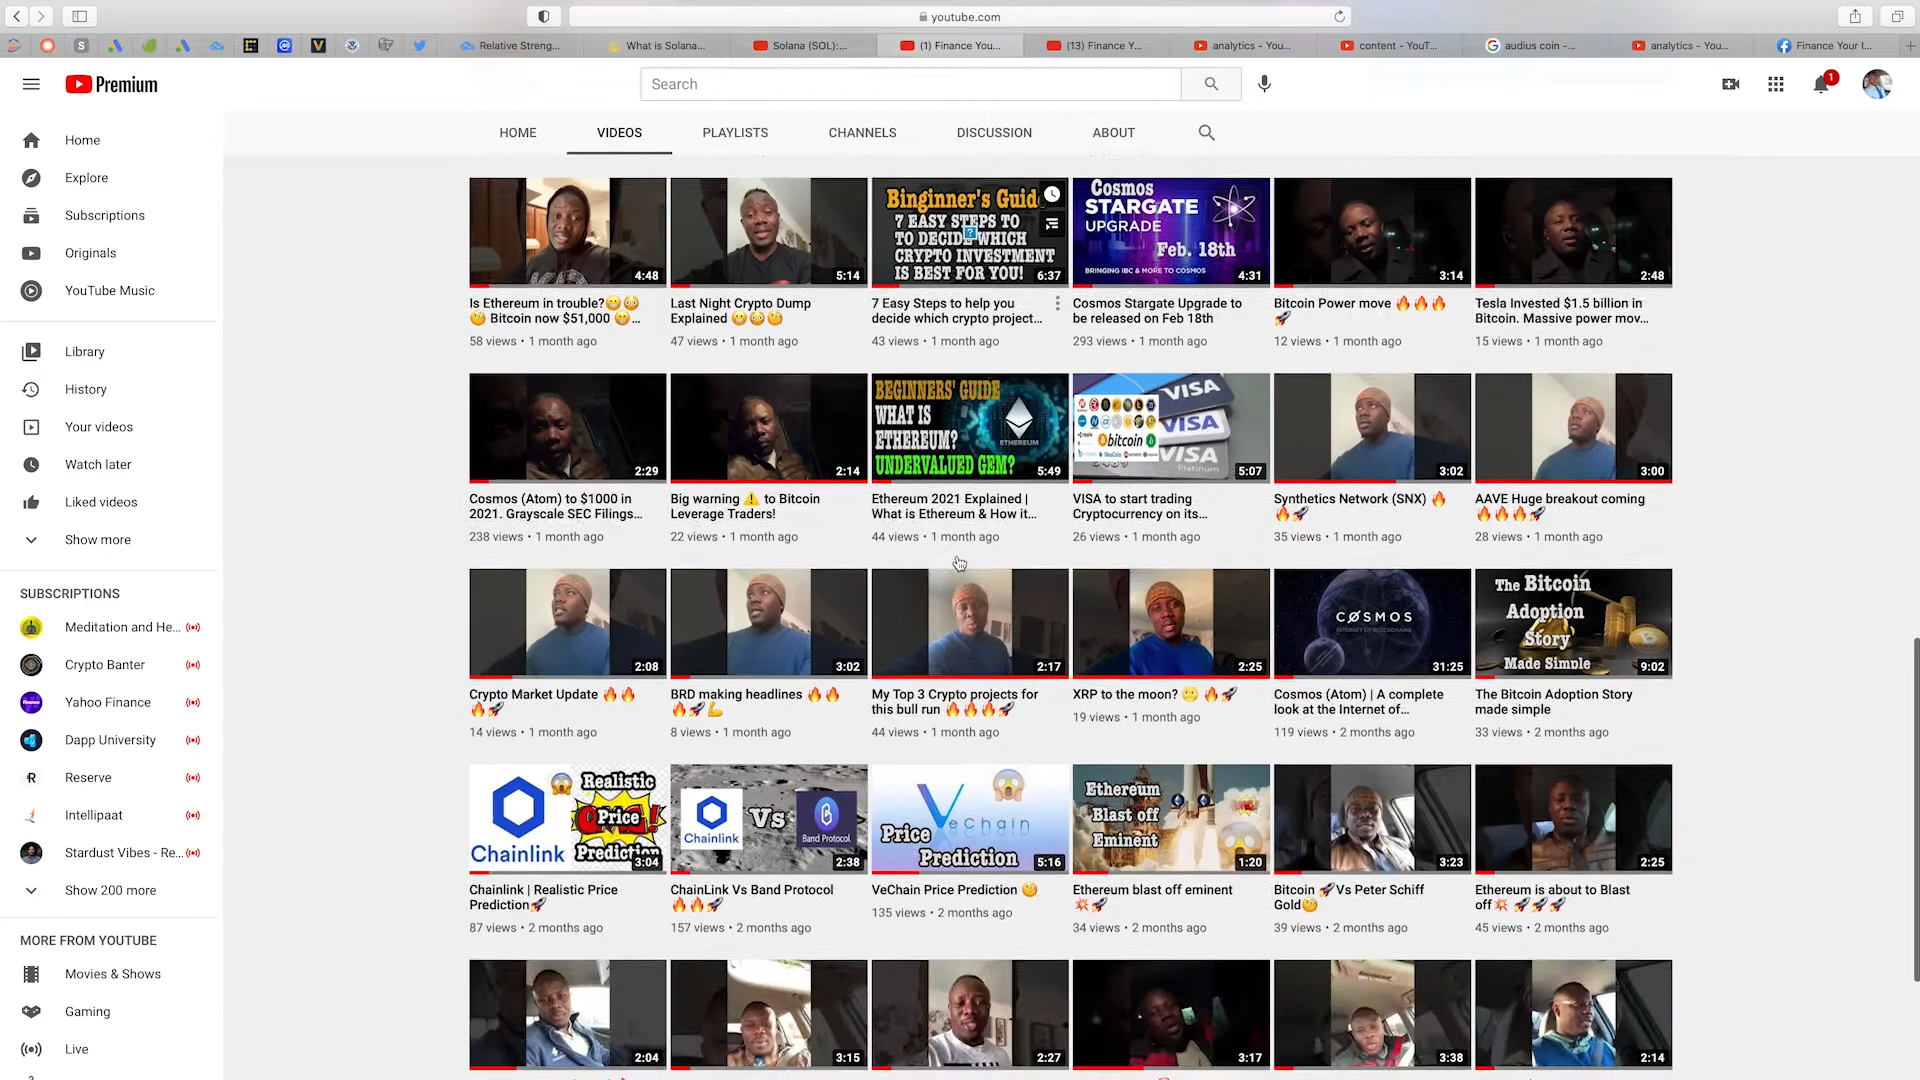 youtube.com
Relative Streng...
What is Solana...
Solana (SOL):...
(1) Finance You...
(13) Finance Y...
analytics - You...
content - YouT...
audius coin -...
analytics - You...
Finance Your I...
Premium
Search
1
HOME
VIDEOS
PLAYLISTS
CHANNELS
DISCUSSION
ABOUT
Home
Explore
Subscriptions
Originals
YouTube Music
Library
History
Your videos
Watch later
Liked videos
Show more
SUBSCRIPTIONS
Meditation and He...
Crypto Banter
Yahoo Finance
Dapp University
Reserve
Intellipaat
Stardust Vibes - Re...
Show 200 more
MORE FROM YOUTUBE
Movies & Shows
Gaming
Live
4:48
Is Ethereum in trouble?😬😳
🧐 Bitcoin now $51,000 😬...
58 views • 1 month ago
5:14
Last Night Crypto Dump
Explained 😬😳🧐
47 views • 1 month ago
Binginner's Guid
7 EASY STEPS TO
TO DECIDE WHICH
CRYPTO INVESTMENT
IS BEST FOR YOU!
6:37
7 Easy Steps to help you
decide which crypto project...
43 views • 1 month ago
Cosmos
STARGATE
UPGRADE
Feb. 18th
BRINGING IBC & MORE TO COSMOS
4:31
Cosmos Stargate Upgrade to
be released on Feb 18th
293 views • 1 month ago
3:14
Bitcoin Power move 🔥🔥🔥
🚀
12 views • 1 month ago
2:48
Tesla Invested $1.5 billion in
Bitcoin. Massive power mov...
15 views • 1 month ago
2:29
Cosmos (Atom) to $1000 in
2021. Grayscale SEC Filings...
238 views • 1 month ago
2:14
Big warning ⚠️ to Bitcoin
Leverage Traders!
22 views • 1 month ago
BEGINNERS' GUIDE
WHAT IS
ETHEREUM?
UNDERVALUED GEM?
ETHEREUM
5:49
Ethereum 2021 Explained |
What is Ethereum & How it...
44 views • 1 month ago
VISA
VISA
VISA
Platinum
bitcoin
5:07
VISA to start trading
Cryptocurrency on its...
26 views • 1 month ago
3:02
Synthetics Network (SNX) 🔥
🔥🚀
35 views • 1 month ago
3:00
AAVE Huge breakout coming
🔥🔥🔥🚀
28 views • 1 month ago
2:08
Crypto Market Update 🔥🔥
🔥🚀
14 views • 1 month ago
3:02
BRD making headlines 🔥🔥
🔥🚀💪
8 views • 1 month ago
2:17
My Top 3 Crypto projects for
this bull run 🔥🔥🔥🚀
44 views • 1 month ago
2:25
XRP to the moon? 🌝 🔥🚀
19 views • 1 month ago
COSMOS
INTERNET OF BLOCKCHAINS
31:25
Cosmos (Atom) | A complete
look at the Internet of...
119 views • 2 months ago
The Bitcoin
Adoption
Story
Made Simple
9:02
The Bitcoin Adoption Story
made simple
33 views • 2 months ago
Chainlink
Realistic
Price
Prediction
3:04
Chainlink | Realistic Price
Prediction🚀
87 views • 2 months ago
Chainlink
Vs
Band Protocol
2:38
ChainLink Vs Band Protocol
🔥🔥🚀
157 views • 2 months ago
VeChain
Price
Prediction
5:16
VeChain Price Prediction 🧐
135 views • 2 months ago
Ethereum
Blast off
Eminent
1:20
Ethereum blast off eminent
💥🚀
34 views • 2 months ago
3:23
Bitcoin 🚀Vs Peter Schiff
Gold🧐
39 views • 2 months ago
2:25
Ethereum is about to Blast
off💥 🚀🚀🚀
45 views • 2 months ago
2:04
3:15
2:27
3:17
3:38
2:14